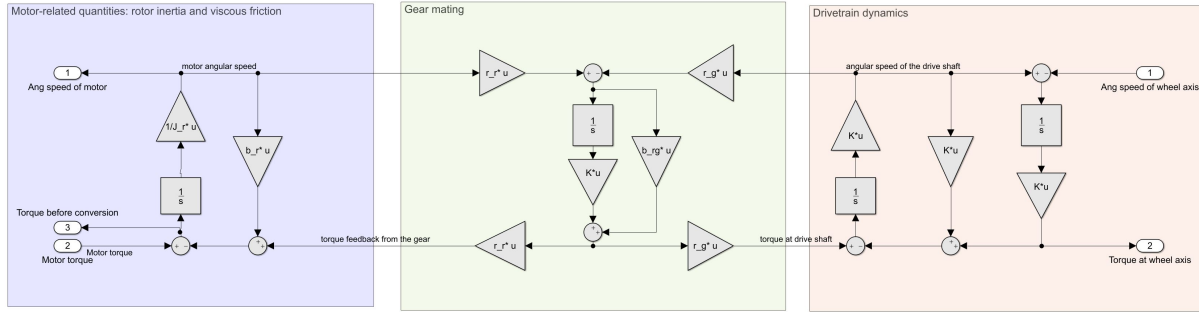 Motor-related quantities: rotor inertia and viscous friction
Gear mating
Drivetrain dynamics
1
motor angular speed
r_r* u
+ -
r_g* u
angular speed of the drive shaft
+ -
1
Ang speed of motor
Ang speed of wheel axis
1/J_r* u
b_r* u
1
s
b_rg* u
K*u
K*u
1
s
K*u
1
s
1
s
K*u
Torque before conversion
3
2
Motor torque
Motor torque
+ -
+ +
torque feedback from the gear
r_r* u
+ +
r_g* u
torque at drive shaft
+ -
+ +
2
Torque at wheel axis